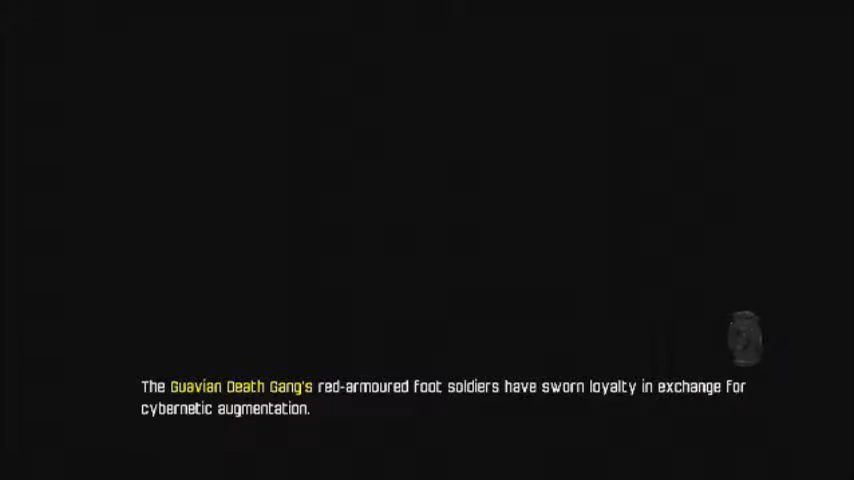 The Guavian Death Gang's red-armoured foot soldiers have sworn loyalty in exchange for
cybernetic augmentation.